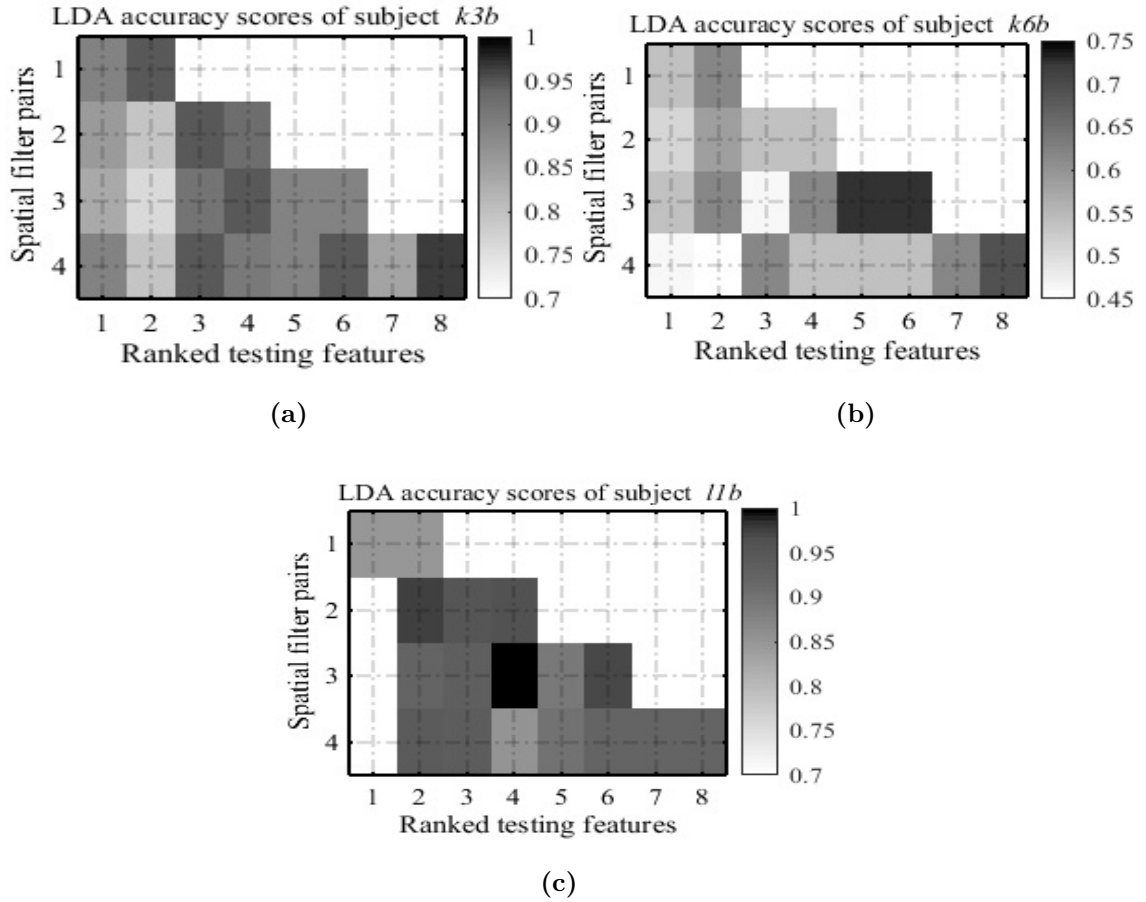 LDA accuracy scores of subject k3b
Spatial filter pairs
1
2
3
4
1 2 3 4 5 6 7 8
Ranked testing features
1
0.95
0.9
0.85
0.8
0.75
0.7
(a)
LDA accuracy scores of subject k6b
Spatial filter pairs
1
2
3
4
1 2 3 4 5 6 7 8
Ranked testing features
0.75
0.7
0.65
0.6
0.55
0.5
0.45
(b)
LDA accuracy scores of subject l1b
Spatial filter pairs
1
2
3
4
1 2 3 4 5 6 7 8
Ranked testing features
1
0.95
0.9
0.85
0.8
0.75
0.7
(c)